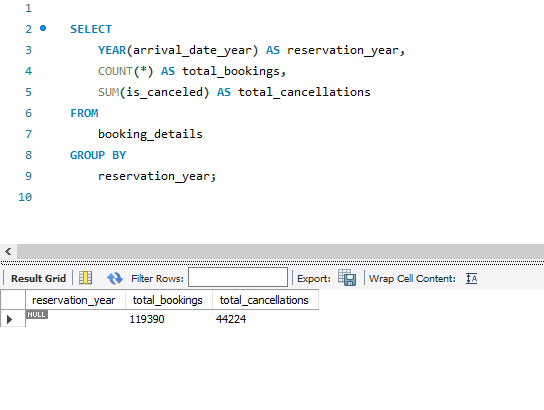 1
2 SELECT
3 YEAR(arrival_date_year) AS reservation_year,
4 COUNT(*) AS total_bookings,
5 SUM(is_canceled) AS total_cancellations
6 FROM
7 booking_details
8 GROUP BY
9 reservation_year;
10
Result Grid Filter Rows: Export: Wrap Cell Content:
reservation_year total_bookings total_cancellations
NULL 119390 44224